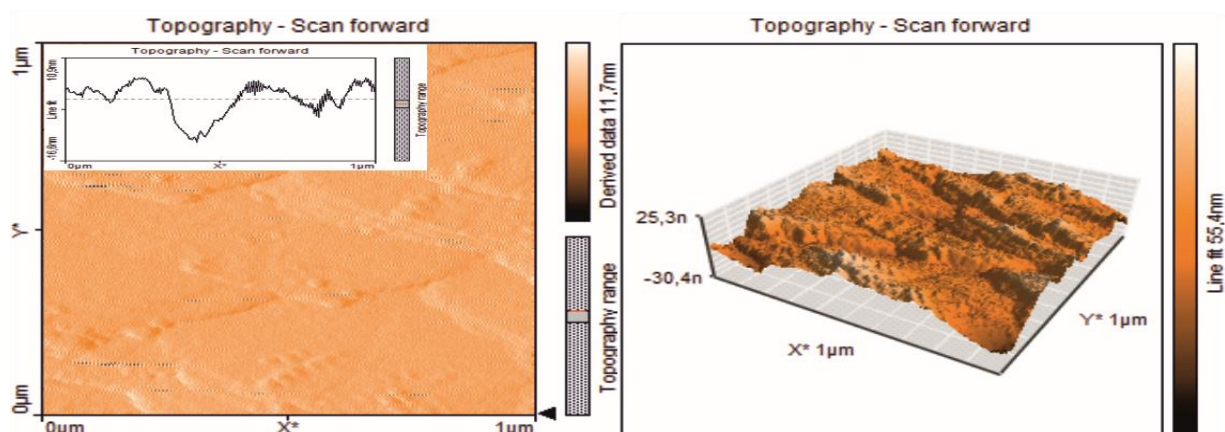 Topography - Scan forward
1µm
Y*
0µm
0µm
X*
1µm
Topography - Scan forward
10,9nm
Line fit
-16,6nm
0µm
X*
1µm
Topography range
Derived data 11,7nm
Topography range
Topography - Scan forward
25,3n
-30,4n
X* 1µm
Y* 1µm
Line fit 55,4nm